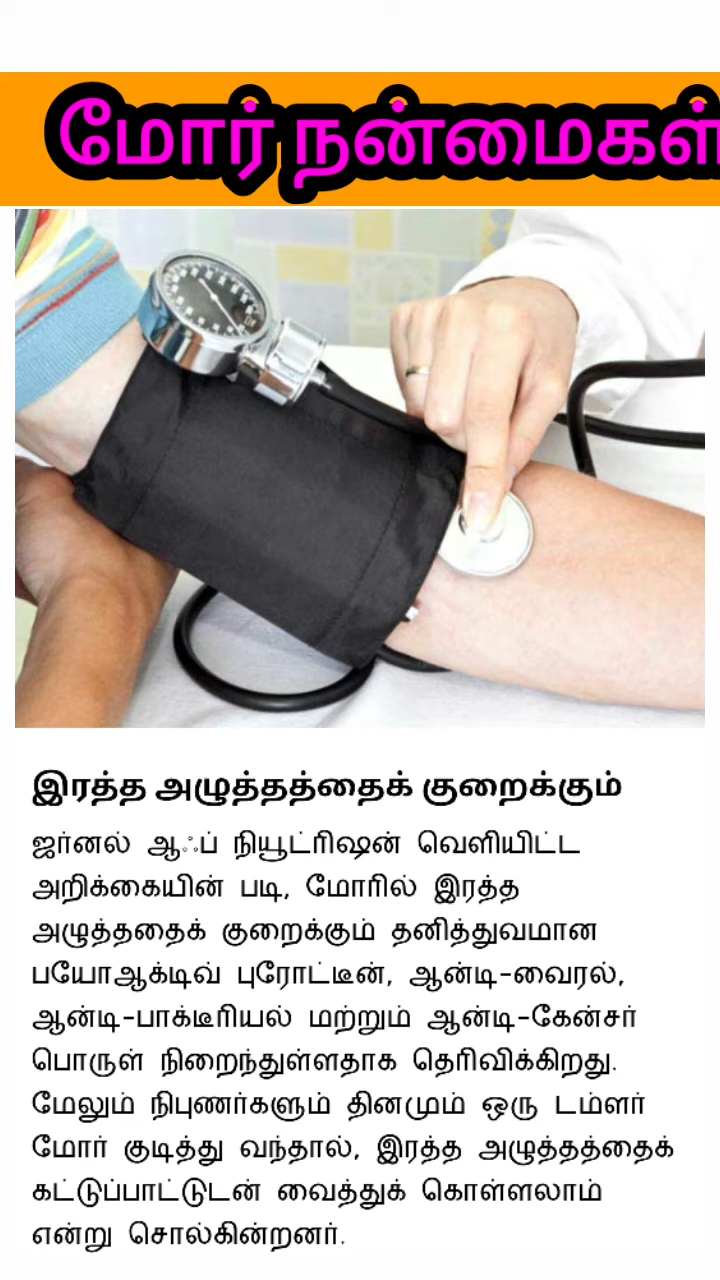 மோர் நன்மைகள்
இரத்த அழுத்தத்தைக் குறைக்கும்
ஜர்னல் ஆஃப் நியூட்ரிஷன் வெளியிட்ட
அறிக்கையின் படி, மோரில் இரத்த
அழுத்ததைக் குறைக்கும் தனித்துவமான
பயோஆக்டிவ் புரோட்டீன், ஆன்டி-வைரல்,
ஆன்டி-பாக்டீரியல் மற்றும் ஆன்டி-கேன்சர்
பொருள் நிறைந்துள்ளதாக தெரிவிக்கிறது.
மேலும் நிபுணர்களும் தினமும் ஒரு டம்ளர்
மோர் குடித்து வந்தால், இரத்த அழுத்தத்தைக்
கட்டுப்பாட்டுடன் வைத்துக் கொள்ளலாம்
என்று சொல்கின்றனர்.